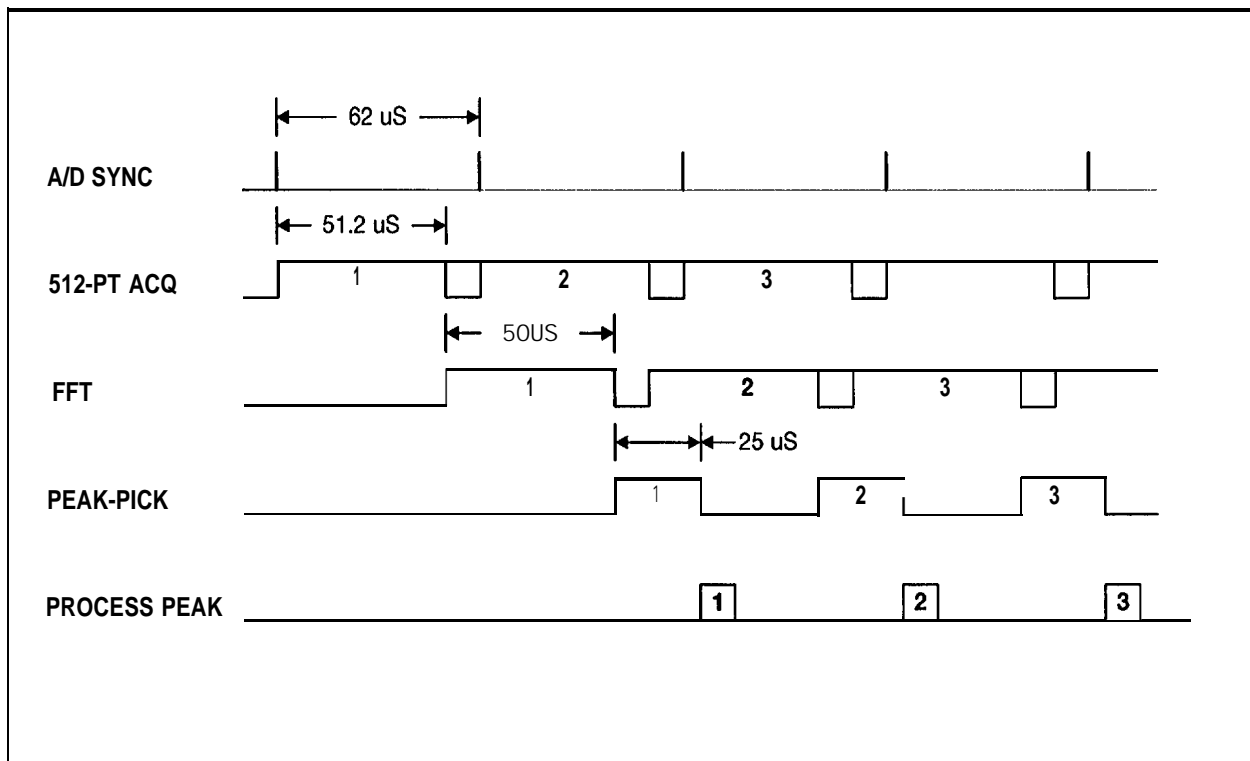 62 uS
A/D SYNC
51.2 uS
512-PT ACQ
1 2 3
50US
FFT
1 2 3
25 uS
PEAK-PICK
1 2 3
PROCESS PEAK
1 2 3